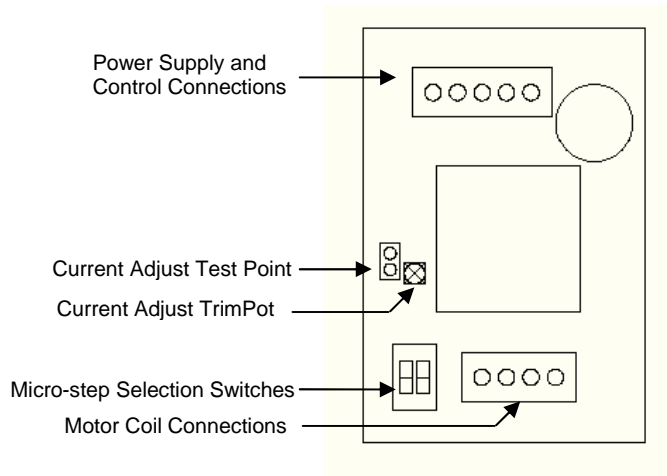 Power Supply and
Control Connections
Current Adjust Test Point
Current Adjust TrimPot
Micro-step Selection Switches
Motor Coil Connections